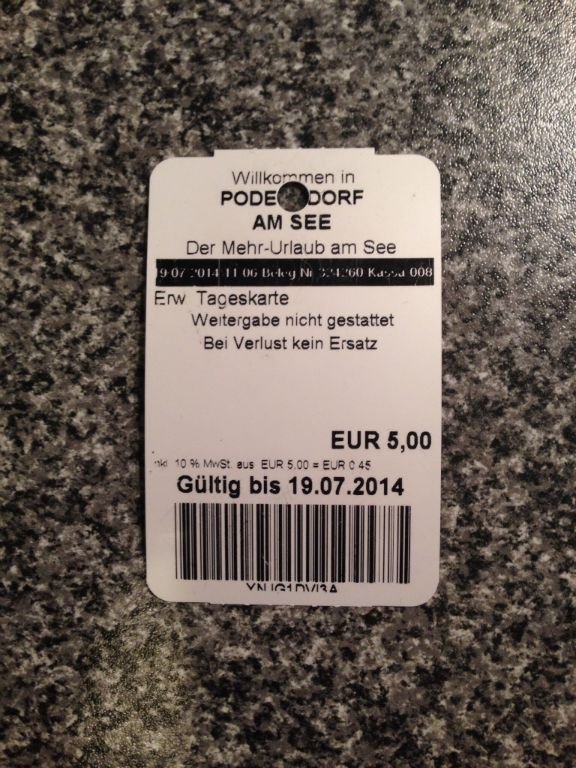 Willkommen in
PODE DORF
AM SEE
Der Mehr-Urlaub am See
19 07 2014 11 06 Beleg Nr 324260 Kassa 008
Erw Tageskarte
Weitergabe nicht gestattet
Bei Verlust kein Ersatz
EUR 5,00
inkl 10 % MwSt. aus EUR 5,00 = EUR 0.45
Gültig bis 19.07.2014